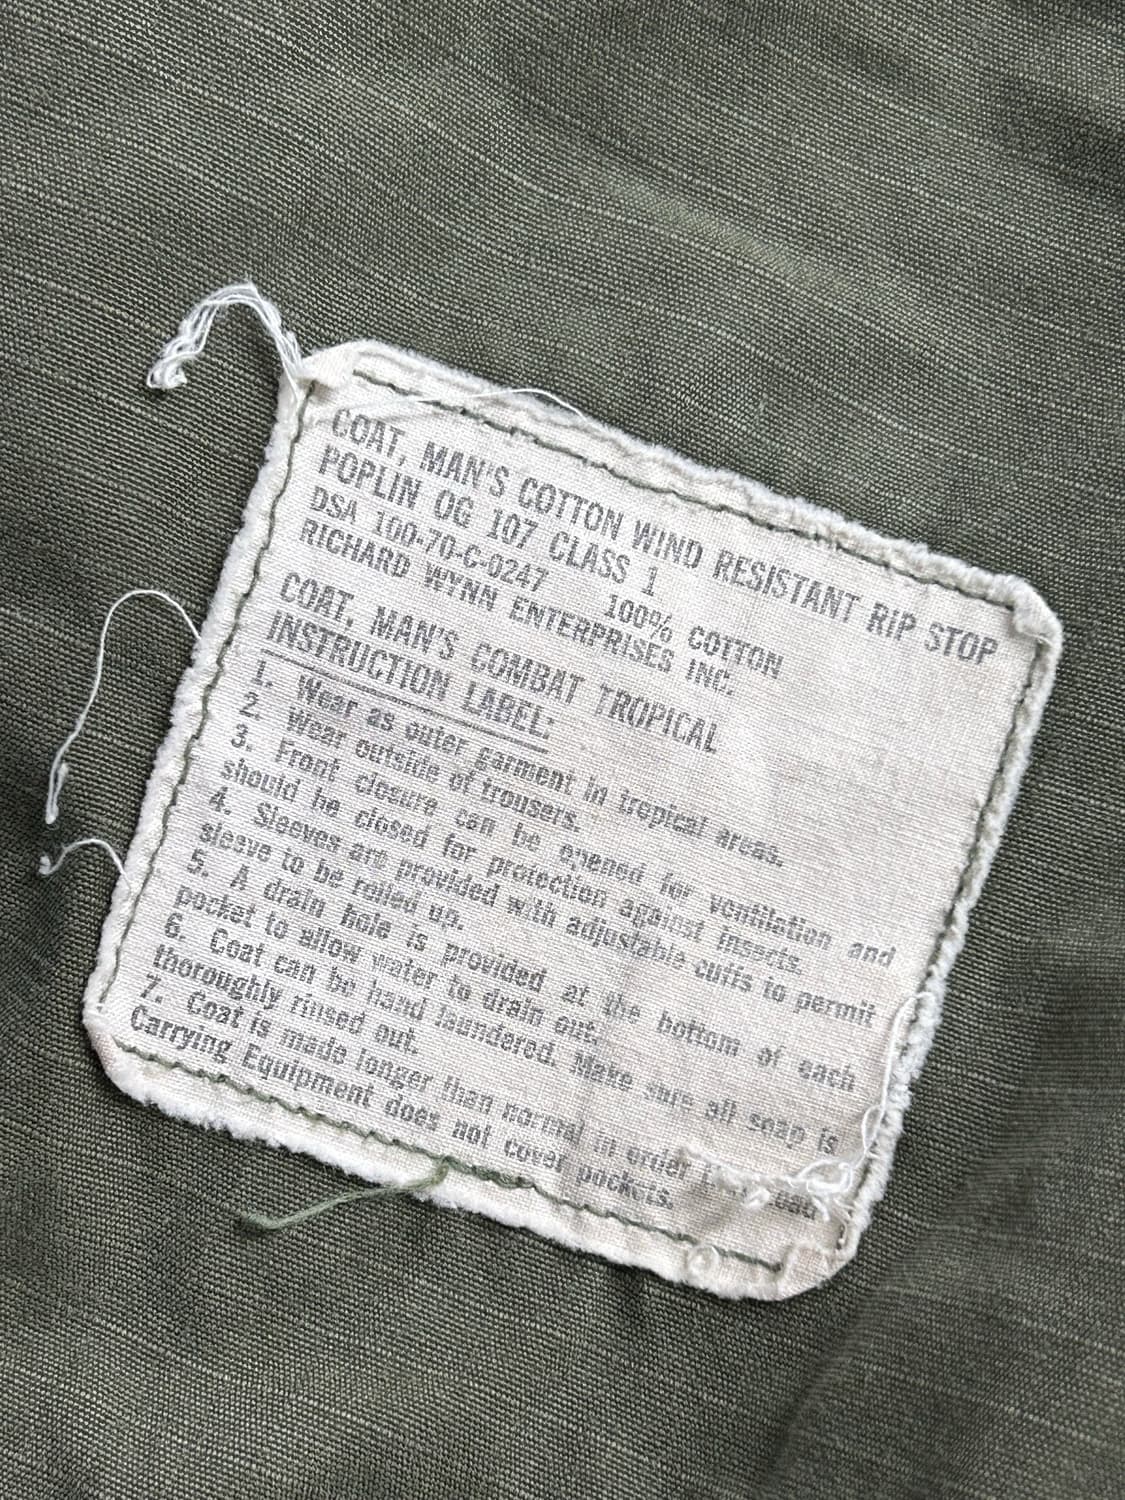 COAT, MAN'S COTTON WIND RESISTANT RIP STOP
POPLIN OG 107 CLASS 1
DSA 100-70-C-0247 100% COTTON
RICHARD WYNN ENTERPRISES INC.
COAT, MAN'S COMBAT TROPICAL
INSTRUCTION LABEL:
1. Wear as outer garment in tropical areas.
2. Wear outside of trousers.
3. Front closure can be opened for ventilation and
should be closed for protection against insects.
4. Sleeves are provided with adjustable cuffs to permit
sleeve to be rolled up.
5. A drain hole is provided at the bottom of each
pocket to allow water to drain out.
6. Coat can be hand laundered. Make sure all soap is
thoroughly rinsed out.
7. Coat is made longer than normal in order
Carrying Equipment does not cover pockets.